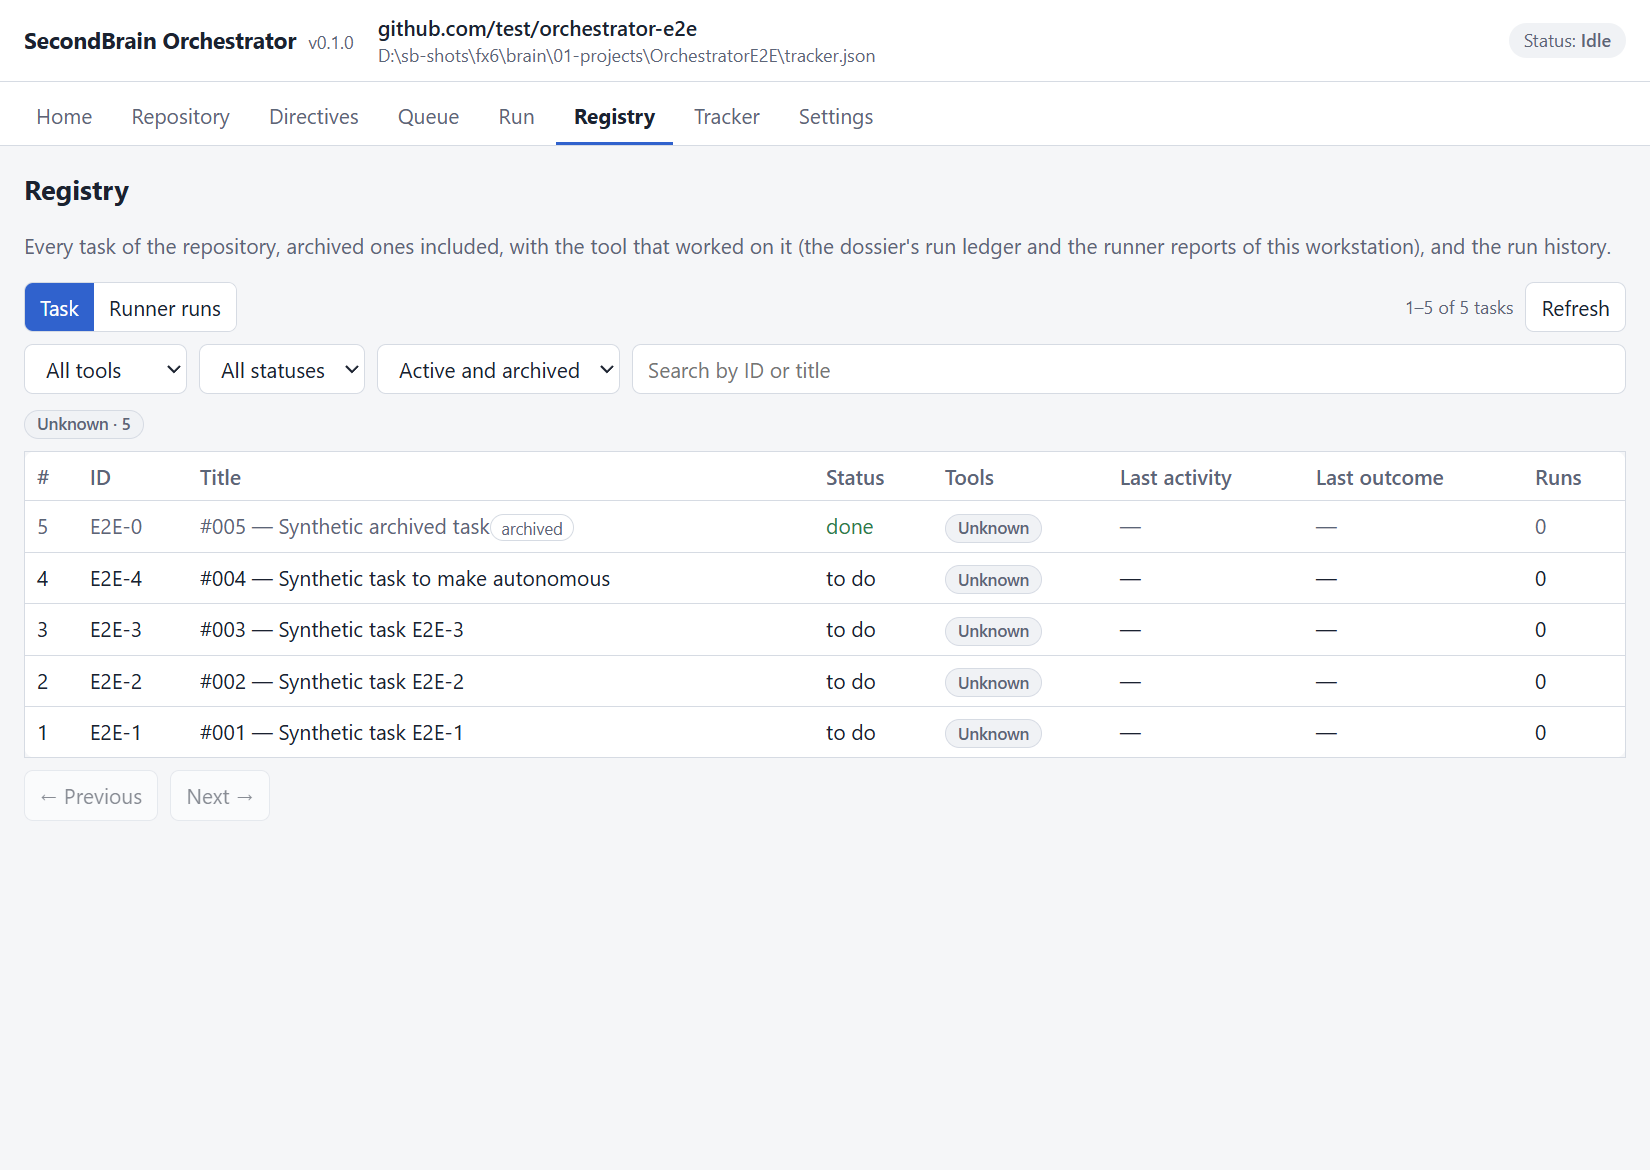 SecondBrain Orchestrator v0.1.0
github.com/test/orchestrator-e2e
D:\sb-shots\fx6\brain\01-projects\OrchestratorE2E\tracker.json
Status: Idle
Home Repository Directives Queue Run Registry Tracker Settings
Registry
Every task of the repository, archived ones included, with the tool that worked on it (the dossier's run ledger and the runner reports of this workstation), and the run history.
Task Runner runs 1–5 of 5 tasks Refresh
All tools All statuses Active and archived Search by ID or title
Unknown · 5
# ID Title Status Tools Last activity Last outcome Runs
5 E2E-0 #005 — Synthetic archived task archived done Unknown — — 0
4 E2E-4 #004 — Synthetic task to make autonomous to do Unknown — — 0
3 E2E-3 #003 — Synthetic task E2E-3 to do Unknown — — 0
2 E2E-2 #002 — Synthetic task E2E-2 to do Unknown — — 0
1 E2E-1 #001 — Synthetic task E2E-1 to do Unknown — — 0
← Previous Next →